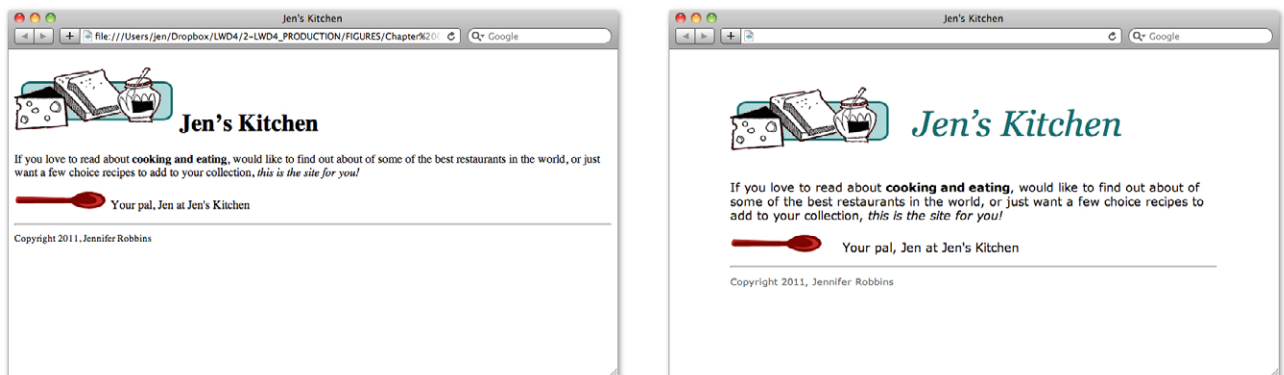 Jen's Kitchen
file:///Users/jen/Dropbox/LWD4/2-LWD4_PRODUCTION/FIGURES/Chapter%20
Google
Jen’s Kitchen
If you love to read about cooking and eating, would like to find out about of some of the best restaurants in the world, or just
want a few choice recipes to add to your collection, this is the site for you!
Your pal, Jen at Jen's Kitchen
Copyright 2011, Jennifer Robbins
Jen's Kitchen
Google
Jen’s Kitchen
If you love to read about cooking and eating, would like to find out about of
some of the best restaurants in the world, or just want a few choice recipes to
add to your collection, this is the site for you!
Your pal, Jen at Jen's Kitchen
Copyright 2011, Jennifer Robbins